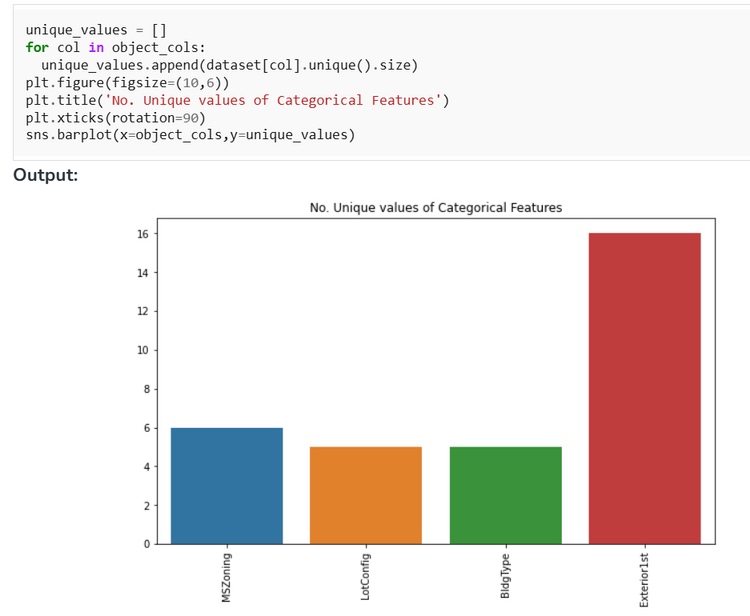 unique_values = []
for col in object_cols:
  unique_values.append(dataset[col].unique().size)
plt.figure(figsize=(10,6))
plt.title('No. Unique values of Categorical Features')
plt.xticks(rotation=90)
sns.barplot(x=object_cols,y=unique_values)
Output:
No. Unique values of Categorical Features
16
14
12
10
8
6
4
2
0
MSZoning
LotConfig
BldgType
Exterior1st